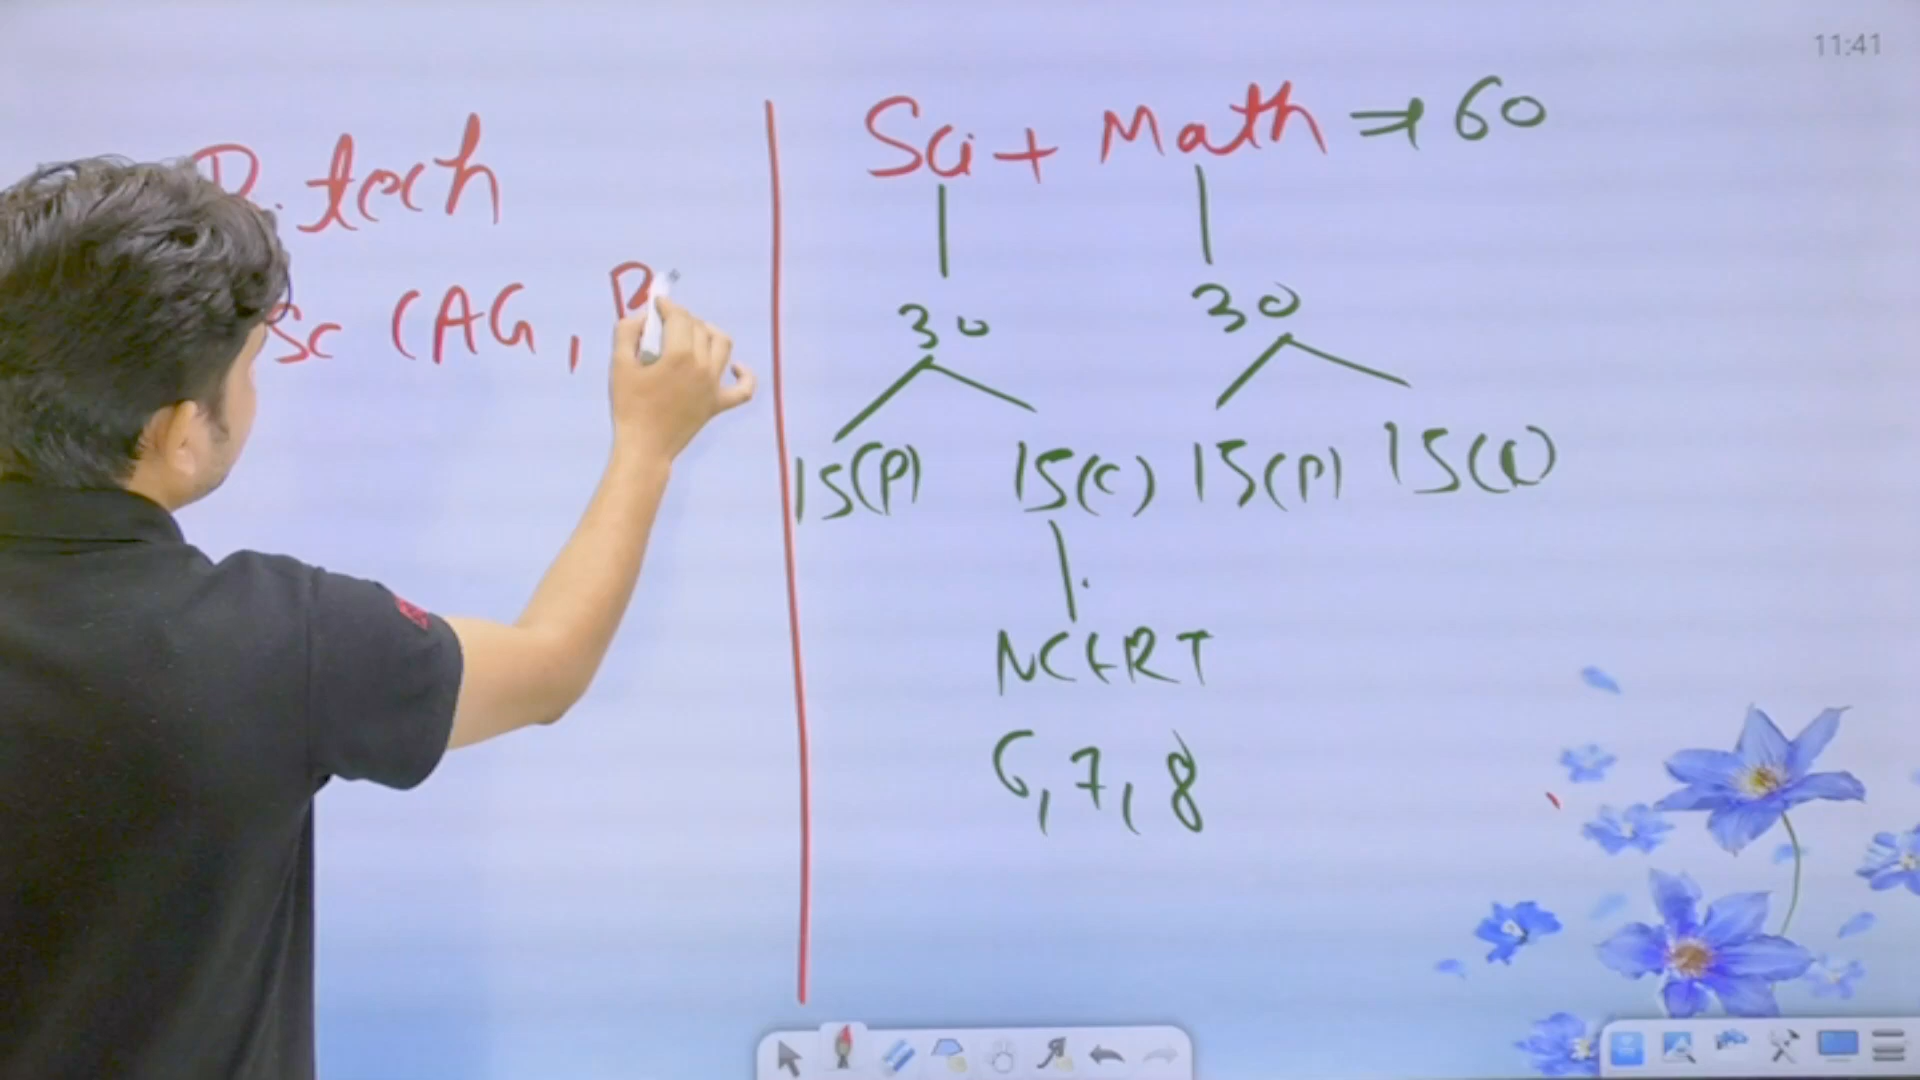 11:41
B.tech
Sc (AG, B
Sci + Math ⇒ 60
30 30
15(P) 15(C) 15(P) 15(C)
NCERT
6, 7, 8